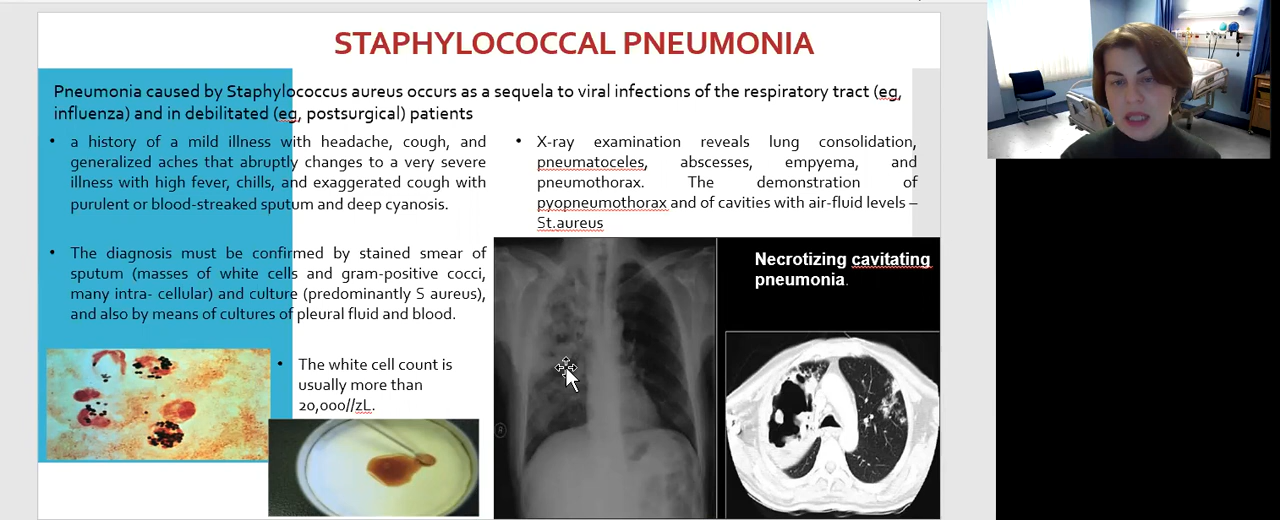 STAPHYLOCOCCAL PNEUMONIA
Pneumonia caused by Staphylococcus aureus occurs as a sequela to viral infections of the respiratory tract (eg,
influenza) and in debilitated (eg, postsurgical) patients
• a history of a mild illness with headache, cough, and
generalized aches that abruptly changes to a very severe
illness with high fever, chills, and exaggerated cough with
purulent or blood-streaked sputum and deep cyanosis.
• The diagnosis must be confirmed by stained smear of
sputum (masses of white cells and gram-positive cocci,
many intra- cellular) and culture (predominantly S aureus),
and also by means of cultures of pleural fluid and blood.
• The white cell count is
usually more than
20,000//zL.
• X-ray examination reveals lung consolidation,
pneumatoceles, abscesses, empyema, and
pneumothorax. The demonstration of
pyopneumothorax and of cavities with air-fluid levels –
St.aureus
Necrotizing cavitating
pneumonia.